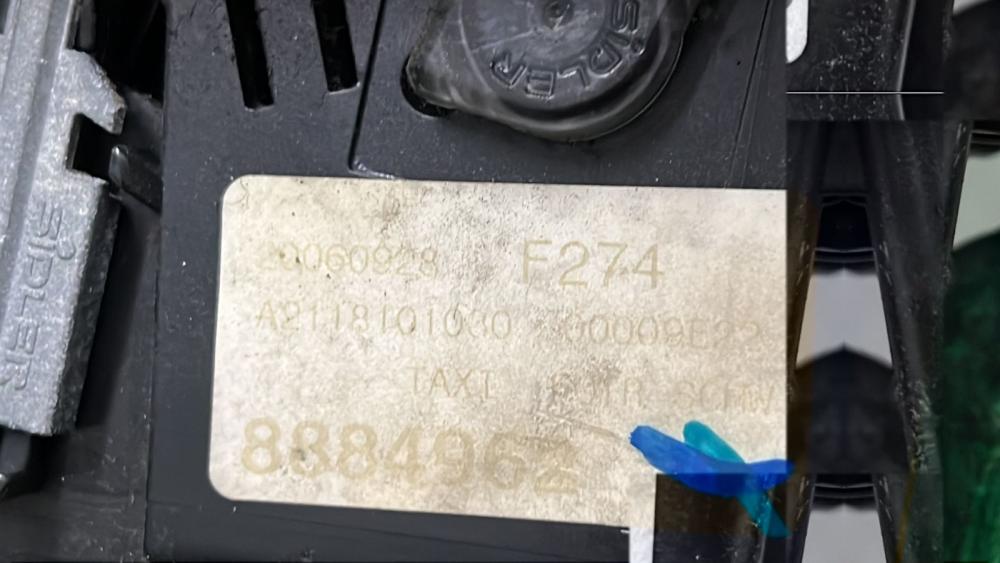 SiDLER
SiDLER
20060928 F274
A2118101030
TAXI
8884962